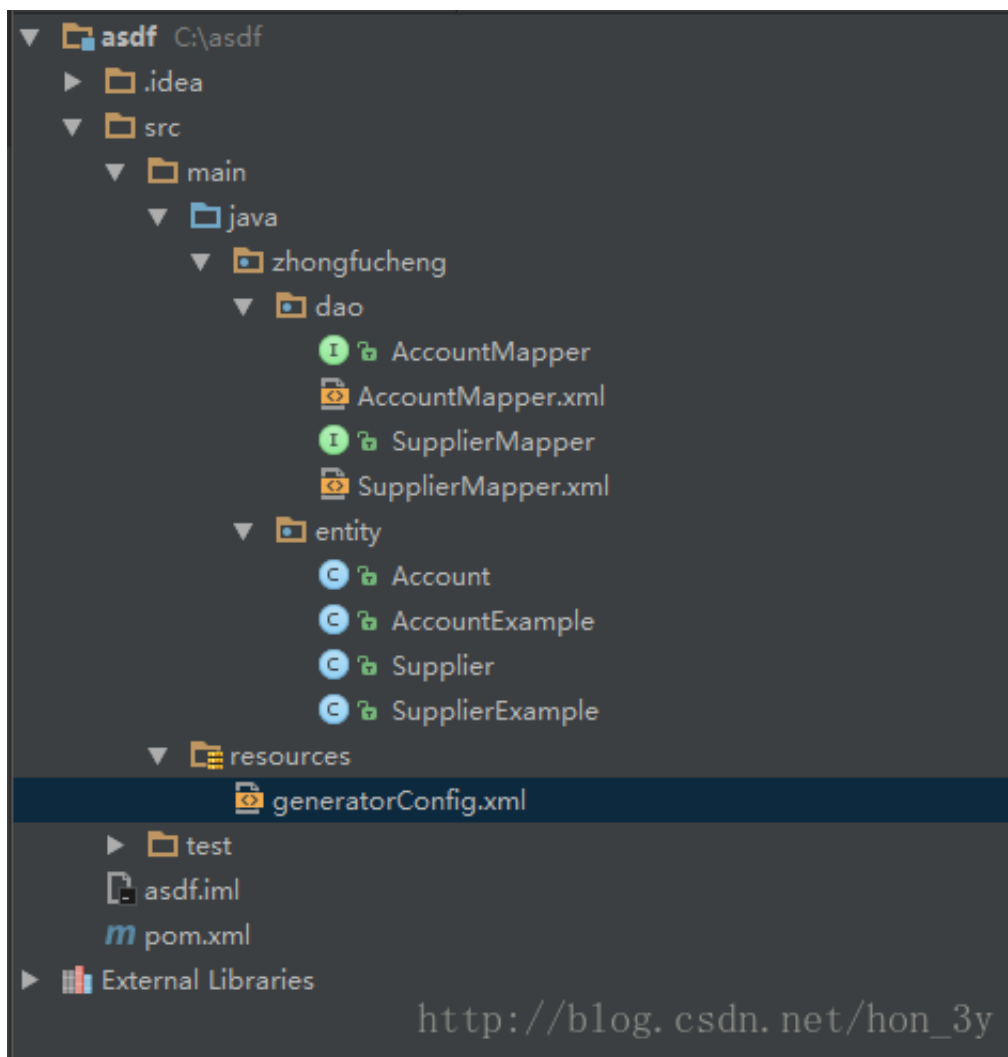 asdf C:\asdf
.idea
src
main
java
zhongfucheng
dao
AccountMapper
AccountMapper.xml
SupplierMapper
SupplierMapper.xml
entity
Account
AccountExample
Supplier
SupplierExample
resources
generatorConfig.xml
test
asdf.iml
pom.xml
External Libraries
http://blog.csdn.net/hon_3y